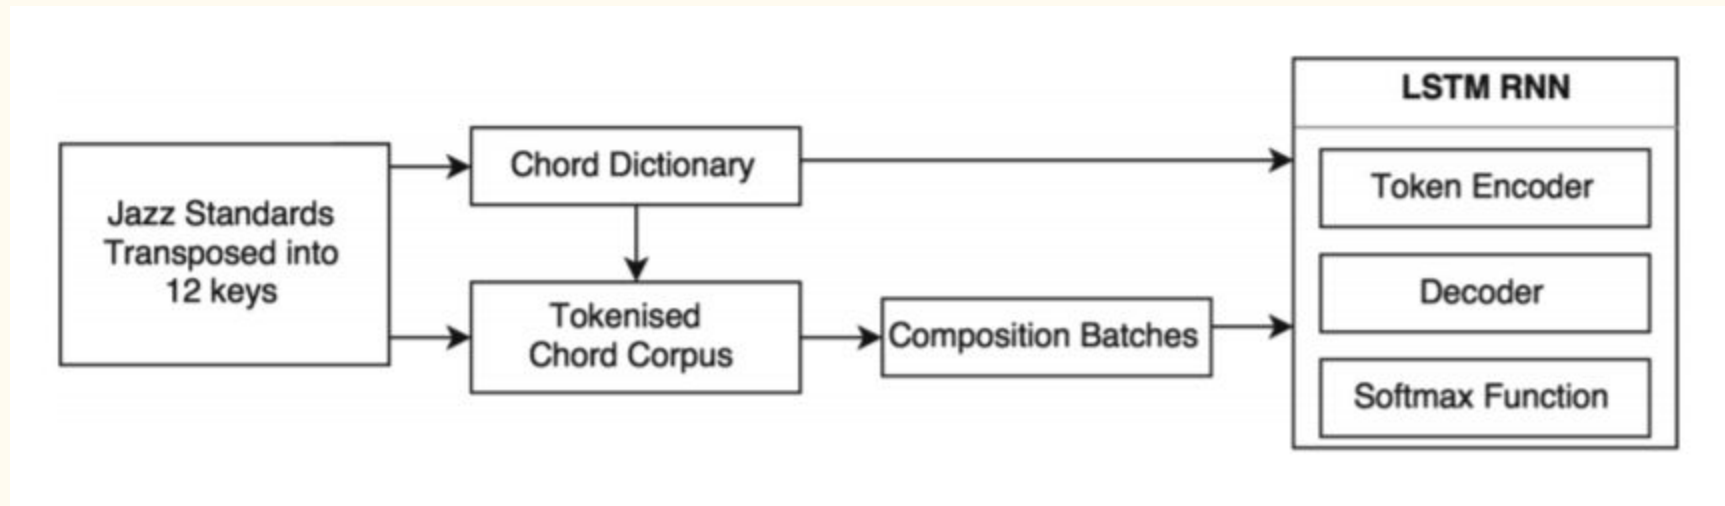 Jazz Standards
Transposed into
12 keys
Chord Dictionary
Tokenised
Chord Corpus
Composition Batches
LSTM RNN
Token Encoder
Decoder
Softmax Function